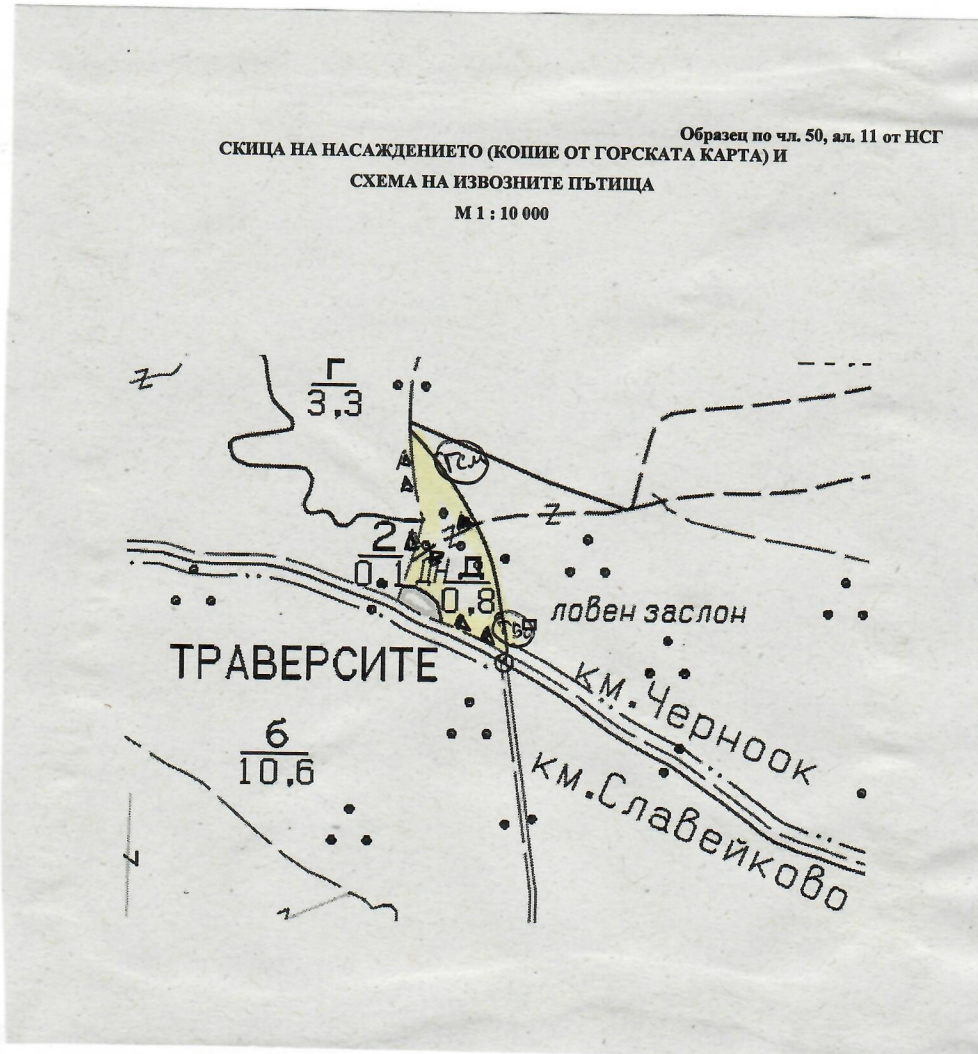 Образец по чл. 50, ал. 11 от НСГ
СКИЦА НА НАСАЖДЕНИЕТО (КОПИЕ ОТ ГОРСКАТА КАРТА) И
СХЕМА НА ИЗВОЗНИТЕ ПЪТИЩА
М 1 : 10 000
Г
3,3
ТСМ
2
0,1
ДН
Д
0,8
ловен заслон
ТРАВЕРСИТЕ
км.Черноок
б
10,6
км.Славейково